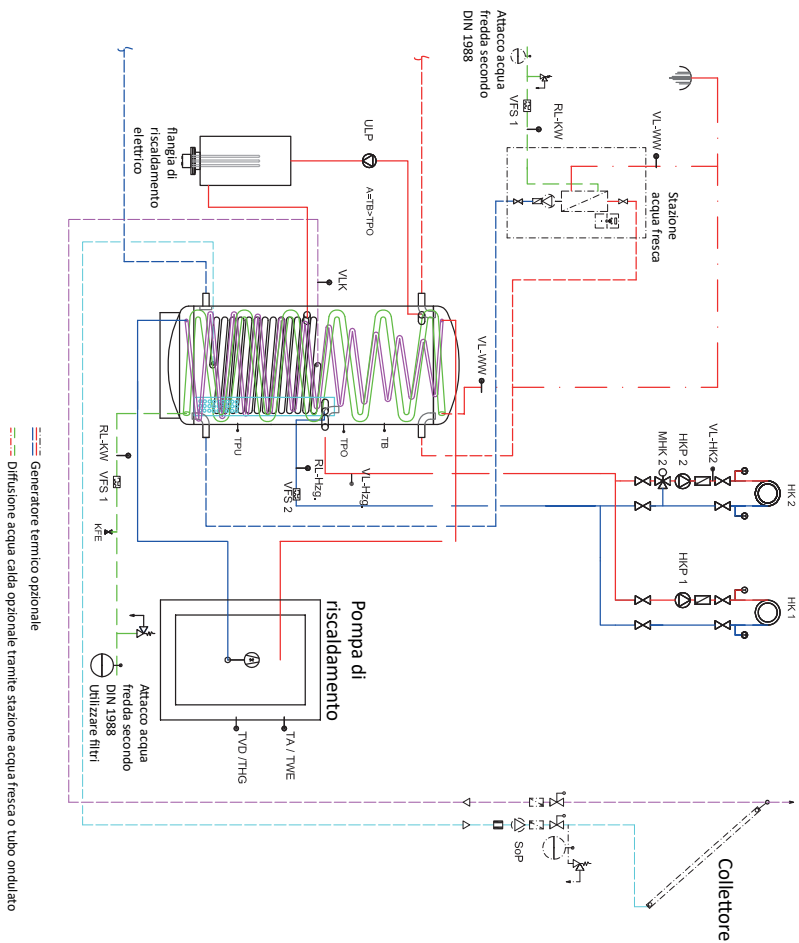 HK 2
HK 1
Collettore
VL-HK2
HKP 2
MHK 2
HKP 1
SoP
VL-WW
Stazione
acqua fresca
RL-KW
VFS 1
Attacco acqua
fredda secondo
DIN 1988
VL-WW
TB
TPO
TPU
VL-Hzg.
RL-Hzg.
VFS 2
Pompa di
riscaldamento
TA / TWE
TVD /THG
ULP
A=TB>TPO
VLK
flangia di
riscaldamento
elettrico
RL-KW
VFS 1
KFE
Attacco acqua
fredda secondo
DIN 1988
Utilizzare filtri
Generatore termico opzionale
Diffusione acqua calda opzionale tramite stazione acqua fresca o tubo ondulato